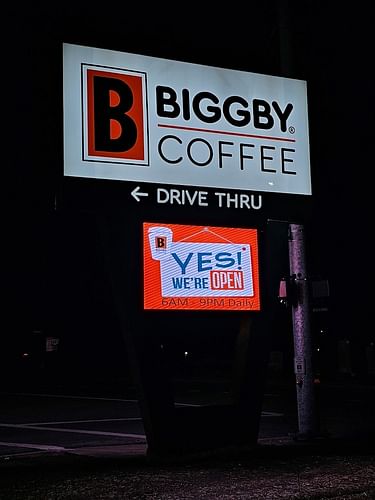 B BIGGBY®
COFFEE
← DRIVE THRU
B
YES!
WE'RE OPEN
6AM - 9PM Daily